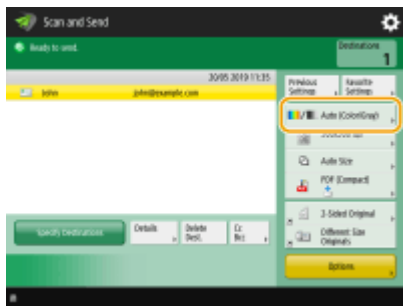 Scan and Send
Ready to send.
Destinations
1
20/05 2019 11:35
John
john@example.com
Previous
Settings
Favorite
Settings
Auto (Color/Gray)
Auto Size
PDF (Compact)
2-Sided Original
Different Size
Originals
Specify Destinations
Details
Delete
Dest.
Cc
Bcc
Options